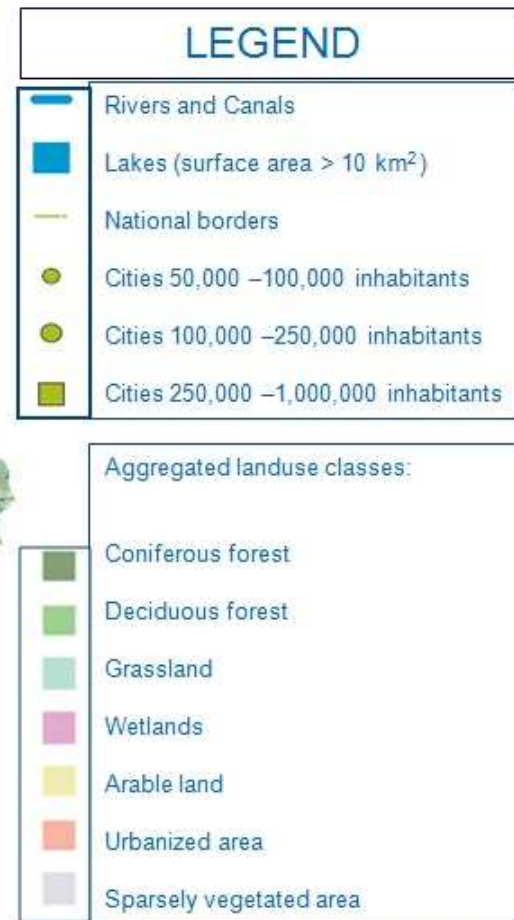 LEGEND
Rivers and Canals
Lakes (surface area > 10 km²)
National borders
Cities 50,000 –100,000 inhabitants
Cities 100,000 –250,000 inhabitants
Cities 250,000 –1,000,000 inhabitants
Aggregated landuse classes:
Coniferous forest
Deciduous forest
Grassland
Wetlands
Arable land
Urbanized area
Sparsely vegetated area